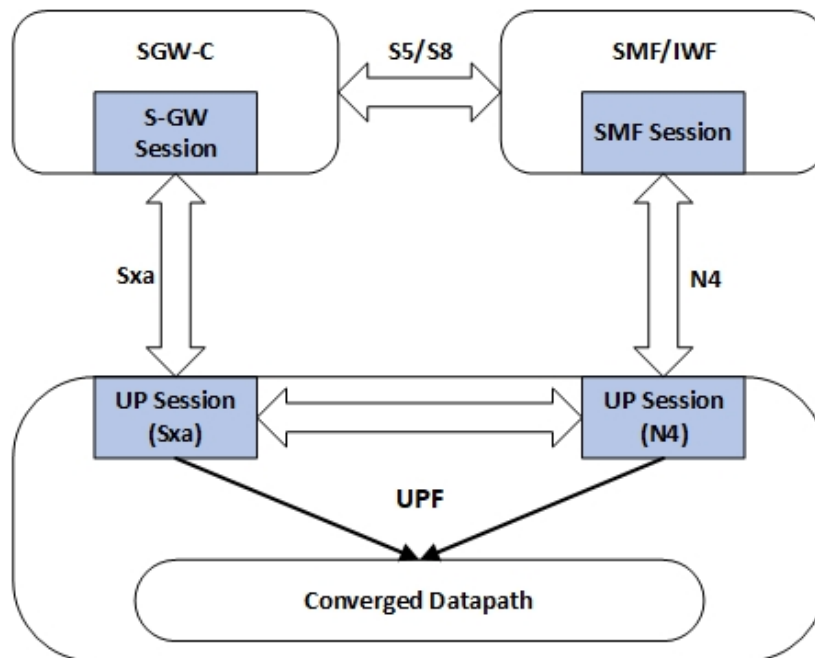 SGW-C
S5/S8
SMF/IWF
S-GW
Session
SMF Session
Sxa
N4
UP Session
(Sxa)
UP Session
(N4)
UPF
Converged Datapath